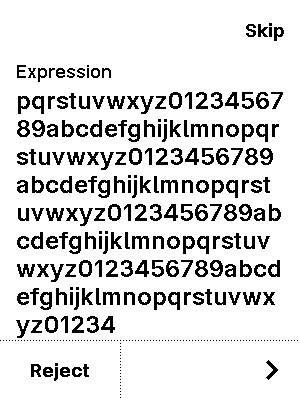 Skip
Expression
pqrstuvwxyz01234567
89abcdefghijklmnopqr
stuvwxyz0123456789
abcdefghijklmnopqrst
uvwxyz0123456789ab
cdefghijklmnopqrstuv
wxyz0123456789abcd
efghijklmnopqrstuvwx
yz01234
Reject